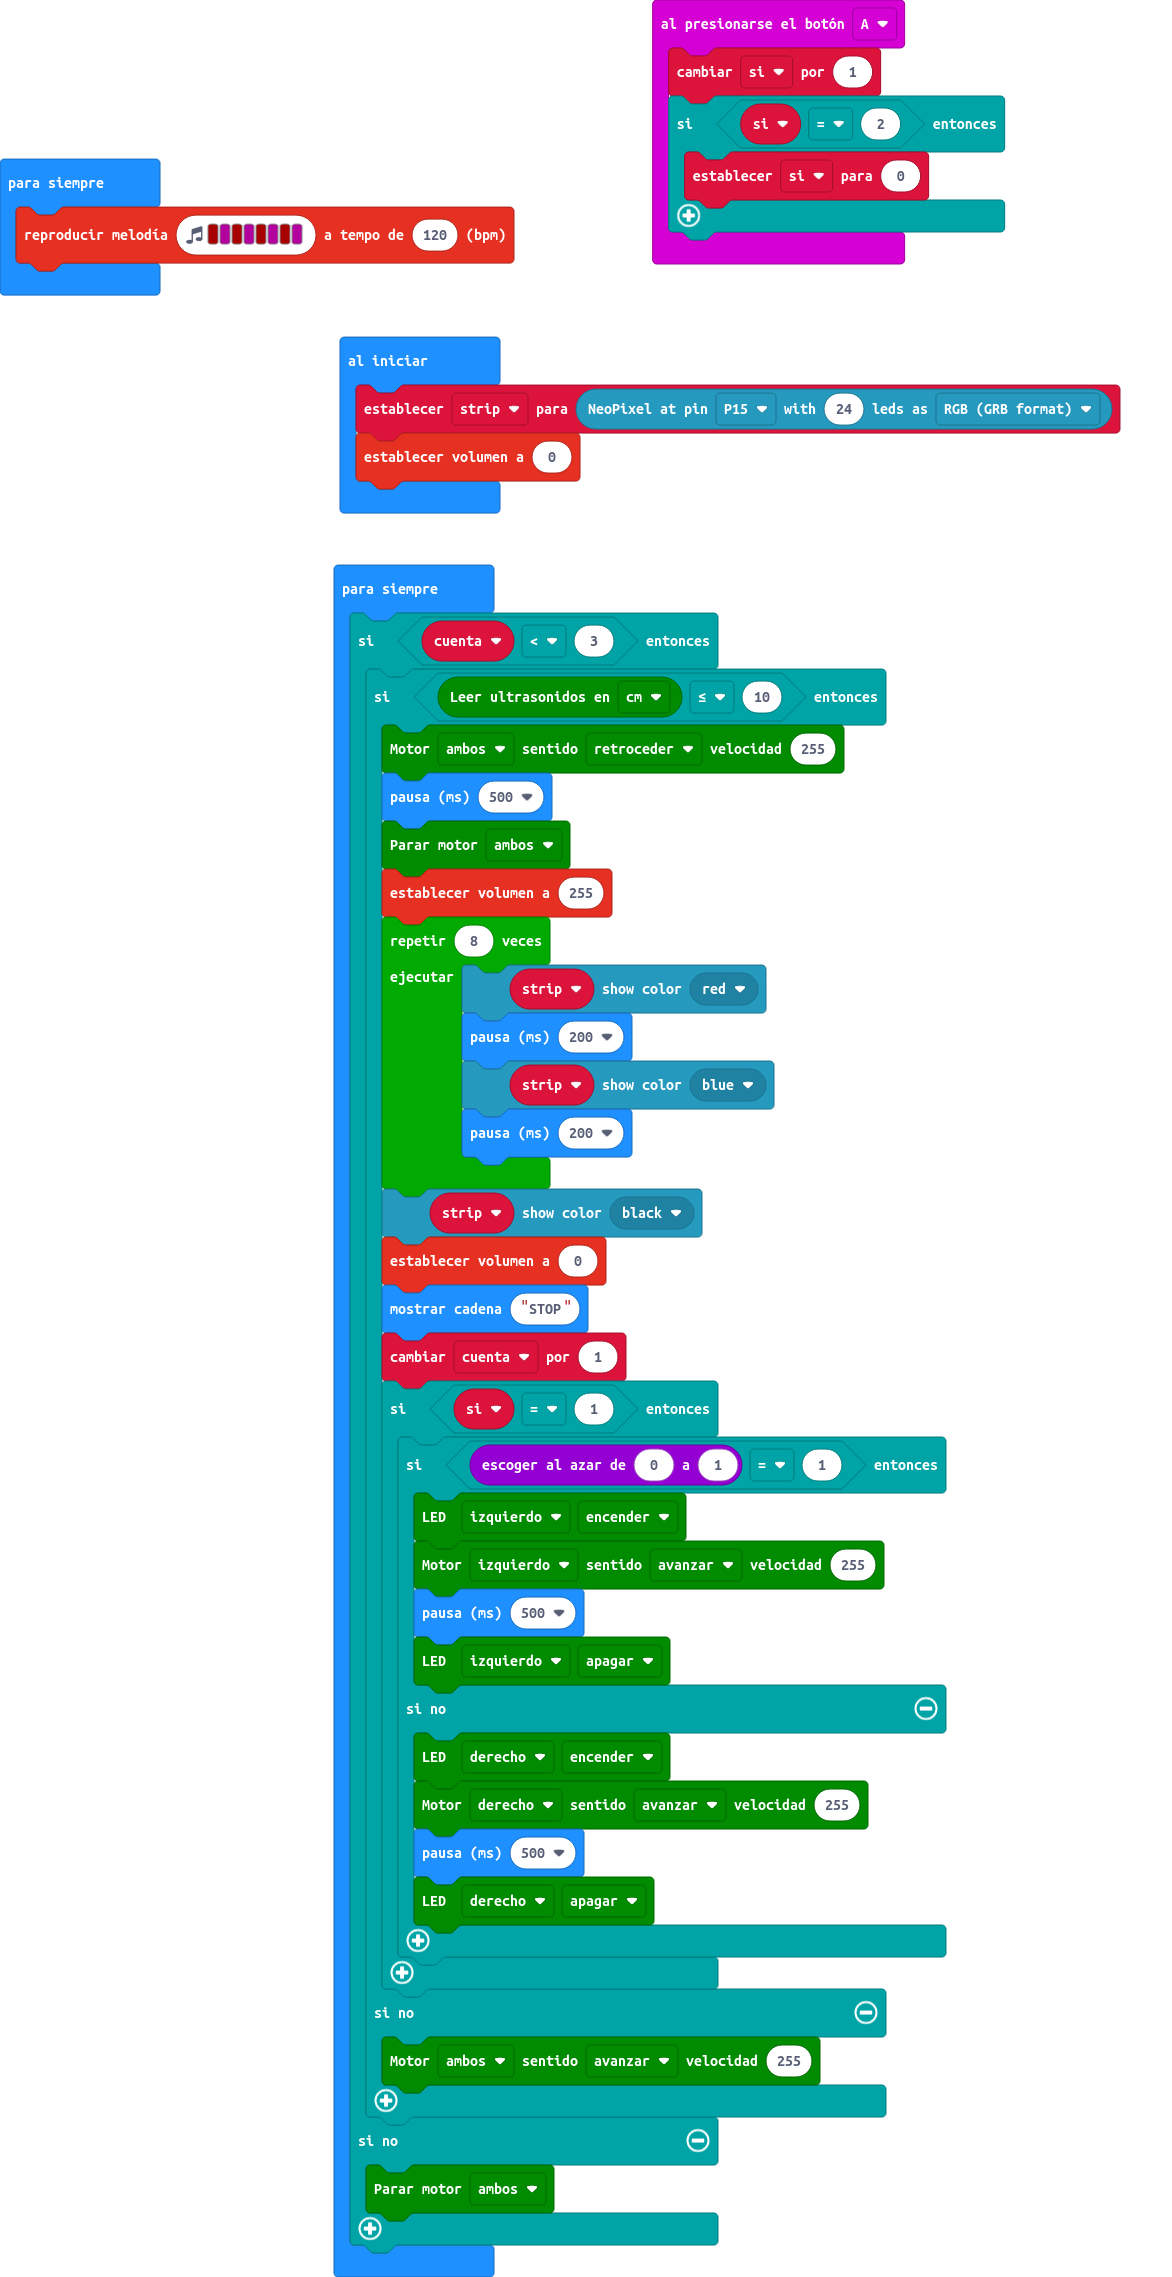 al presionarse el botón A
cambiar si por 1
si si = 2 entonces
establecer si para 0
para siempre
reproducir melodía a tempo de 120 (bpm)
al iniciar
establecer strip para NeoPixel at pin P15 with 24 leds as RGB (GRB format)
establecer volumen a 0
para siempre
si cuenta < 3 entonces
si Leer ultrasonidos en cm ≤ 10 entonces
Motor ambos sentido retroceder velocidad 255
pausa (ms) 500
Parar motor ambos
establecer volumen a 255
repetir 8 veces
ejecutar
strip show color red
pausa (ms) 200
strip show color blue
pausa (ms) 200
strip show color black
establecer volumen a 0
mostrar cadena "STOP"
cambiar cuenta por 1
si si = 1 entonces
si escoger al azar de 0 a 1 = 1 entonces
LED izquierdo encender
Motor izquierdo sentido avanzar velocidad 255
pausa (ms) 500
LED izquierdo apagar
si no
LED derecho encender
Motor derecho sentido avanzar velocidad 255
pausa (ms) 500
LED derecho apagar
si no
Motor ambos sentido avanzar velocidad 255
si no
Parar motor ambos